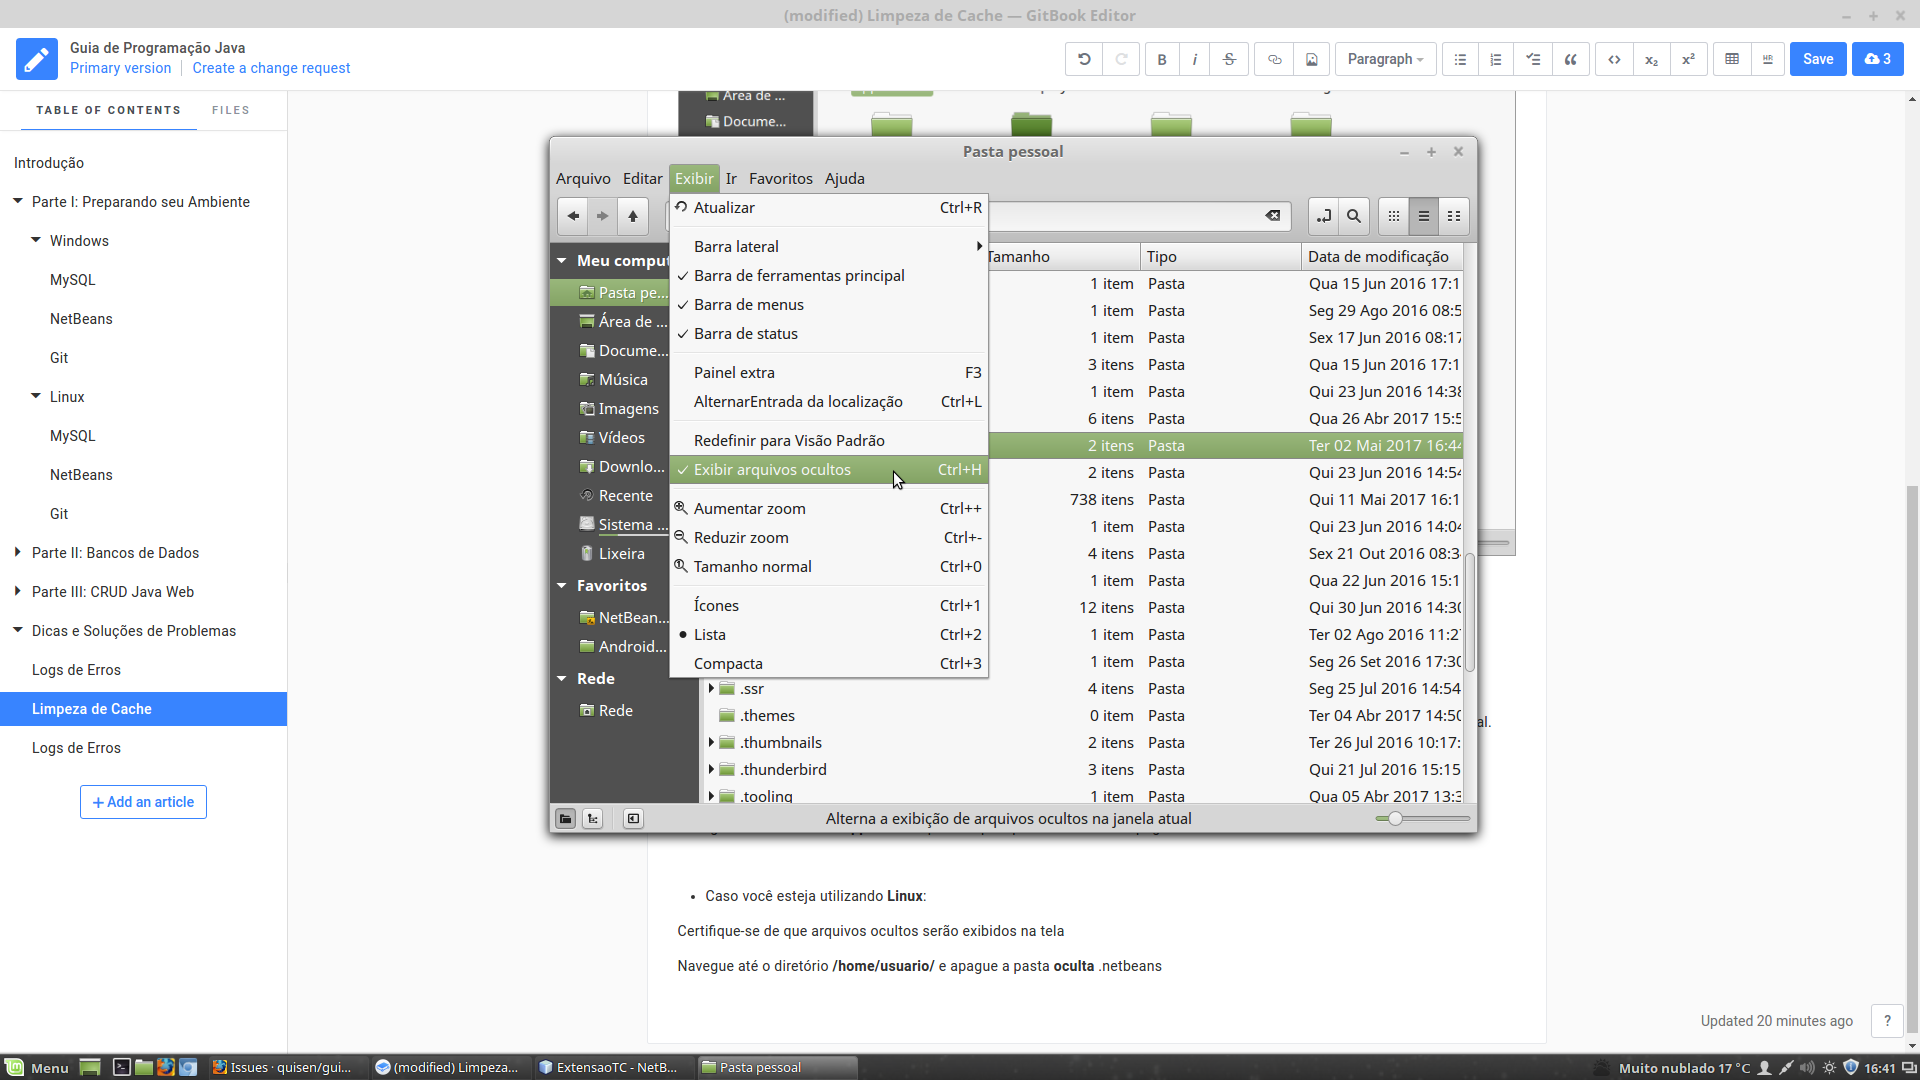 (modified) Limpeza de Cache — GitBook Editor
Guia de Programação Java
Primary version | Create a change request
Paragraph
Save
3
TABLE OF CONTENTS
FILES
Introdução
Parte I: Preparando seu Ambiente
Windows
MySQL
NetBeans
Git
Linux
MySQL
NetBeans
Git
Parte II: Bancos de Dados
Parte III: CRUD Java Web
Dicas e Soluções de Problemas
Logs de Erros
Limpeza de Cache
Logs de Erros
+ Add an article
Área de ...
Docume...
Pasta pessoal
Arquivo Editar Exibir Ir Favoritos Ajuda
Atualizar Ctrl+R
Barra lateral
Barra de ferramentas principal
Barra de menus
Barra de status
Painel extra F3
AlternarEntrada da localização Ctrl+L
Redefinir para Visão Padrão
Exibir arquivos ocultos Ctrl+H
Aumentar zoom Ctrl++
Reduzir zoom Ctrl+-
Tamanho normal Ctrl+0
Ícones Ctrl+1
Lista Ctrl+2
Compacta Ctrl+3
Meu comput
Pasta pe...
Área de ...
Docume...
Música
Imagens
Vídeos
Downlo...
Recente
Sistema ...
Lixeira
Favoritos
NetBean...
Android...
Rede
Rede
Tamanho Tipo Data de modificação
1 item Pasta Qua 15 Jun 2016 17:1
1 item Pasta Seg 29 Ago 2016 08:5
1 item Pasta Sex 17 Jun 2016 08:17
3 itens Pasta Qua 15 Jun 2016 17:1
1 item Pasta Qui 23 Jun 2016 14:38
6 itens Pasta Qua 26 Abr 2017 15:5
2 itens Pasta Ter 02 Mai 2017 16:44
2 itens Pasta Qui 23 Jun 2016 14:54
738 itens Pasta Qui 11 Mai 2017 16:1
1 item Pasta Qui 23 Jun 2016 14:04
4 itens Pasta Sex 21 Out 2016 08:3
1 item Pasta Qua 22 Jun 2016 15:1
12 itens Pasta Qui 30 Jun 2016 14:30
1 item Pasta Ter 02 Ago 2016 11:27
1 item Pasta Seg 26 Set 2016 17:30
.ssr 4 itens Pasta Seg 25 Jul 2016 14:54
.themes 0 item Pasta Ter 04 Abr 2017 14:50
.thumbnails 2 itens Pasta Ter 26 Jul 2016 10:17:
.thunderbird 3 itens Pasta Qui 21 Jul 2016 15:15
.tooling 1 item Pasta Qua 05 Abr 2017 13:3
Alterna a exibição de arquivos ocultos na janela atual
al.
• Caso você esteja utilizando Linux:
Certifique-se de que arquivos ocultos serão exibidos na tela
Navegue até o diretório /home/usuario/ e apague a pasta oculta .netbeans
Updated 20 minutes ago
?
Menu
Issues · quisen/gui...
(modified) Limpeza...
ExtensaoTC - NetB...
Pasta pessoal
Muito nublado 17 °C
16:41